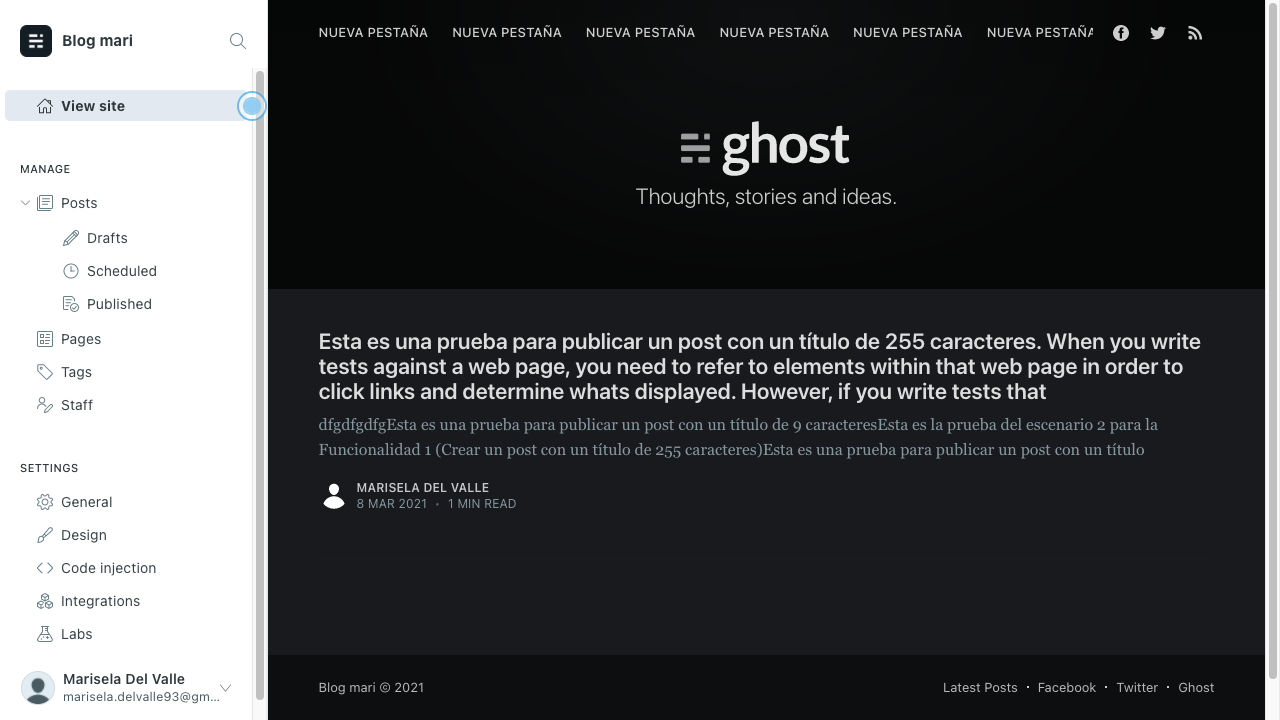 Blog mari
View site
MANAGE
Posts
Drafts
Scheduled
Published
Pages
Tags
Staff
SETTINGS
General
Design
Code injection
Integrations
Labs
Marisela Del Valle
marisela.delvalle93@gm...
NUEVA PESTAÑA NUEVA PESTAÑA NUEVA PESTAÑA NUEVA PESTAÑA NUEVA PESTAÑA NUEVA PESTAÑA
ghost
Thoughts, stories and ideas.
Esta es una prueba para publicar un post con un título de 255 caracteres. When you write
tests against a web page, you need to refer to elements within that web page in order to
click links and determine whats displayed. However, if you write tests that
dfgdfgdfgEsta es una prueba para publicar un post con un título de 9 caracteresEsta es la prueba del escenario 2 para la
Funcionalidad 1 (Crear un post con un título de 255 caracteres)Esta es una prueba para publicar un post con un título
MARISELA DEL VALLE
8 MAR 2021 • 1 MIN READ
Blog mari © 2021
Latest Posts • Facebook • Twitter • Ghost